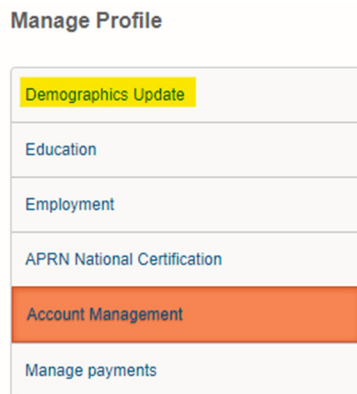 Manage Profile
Demographics Update
Education
Employment
APRN National Certification
Account Management
Manage payments